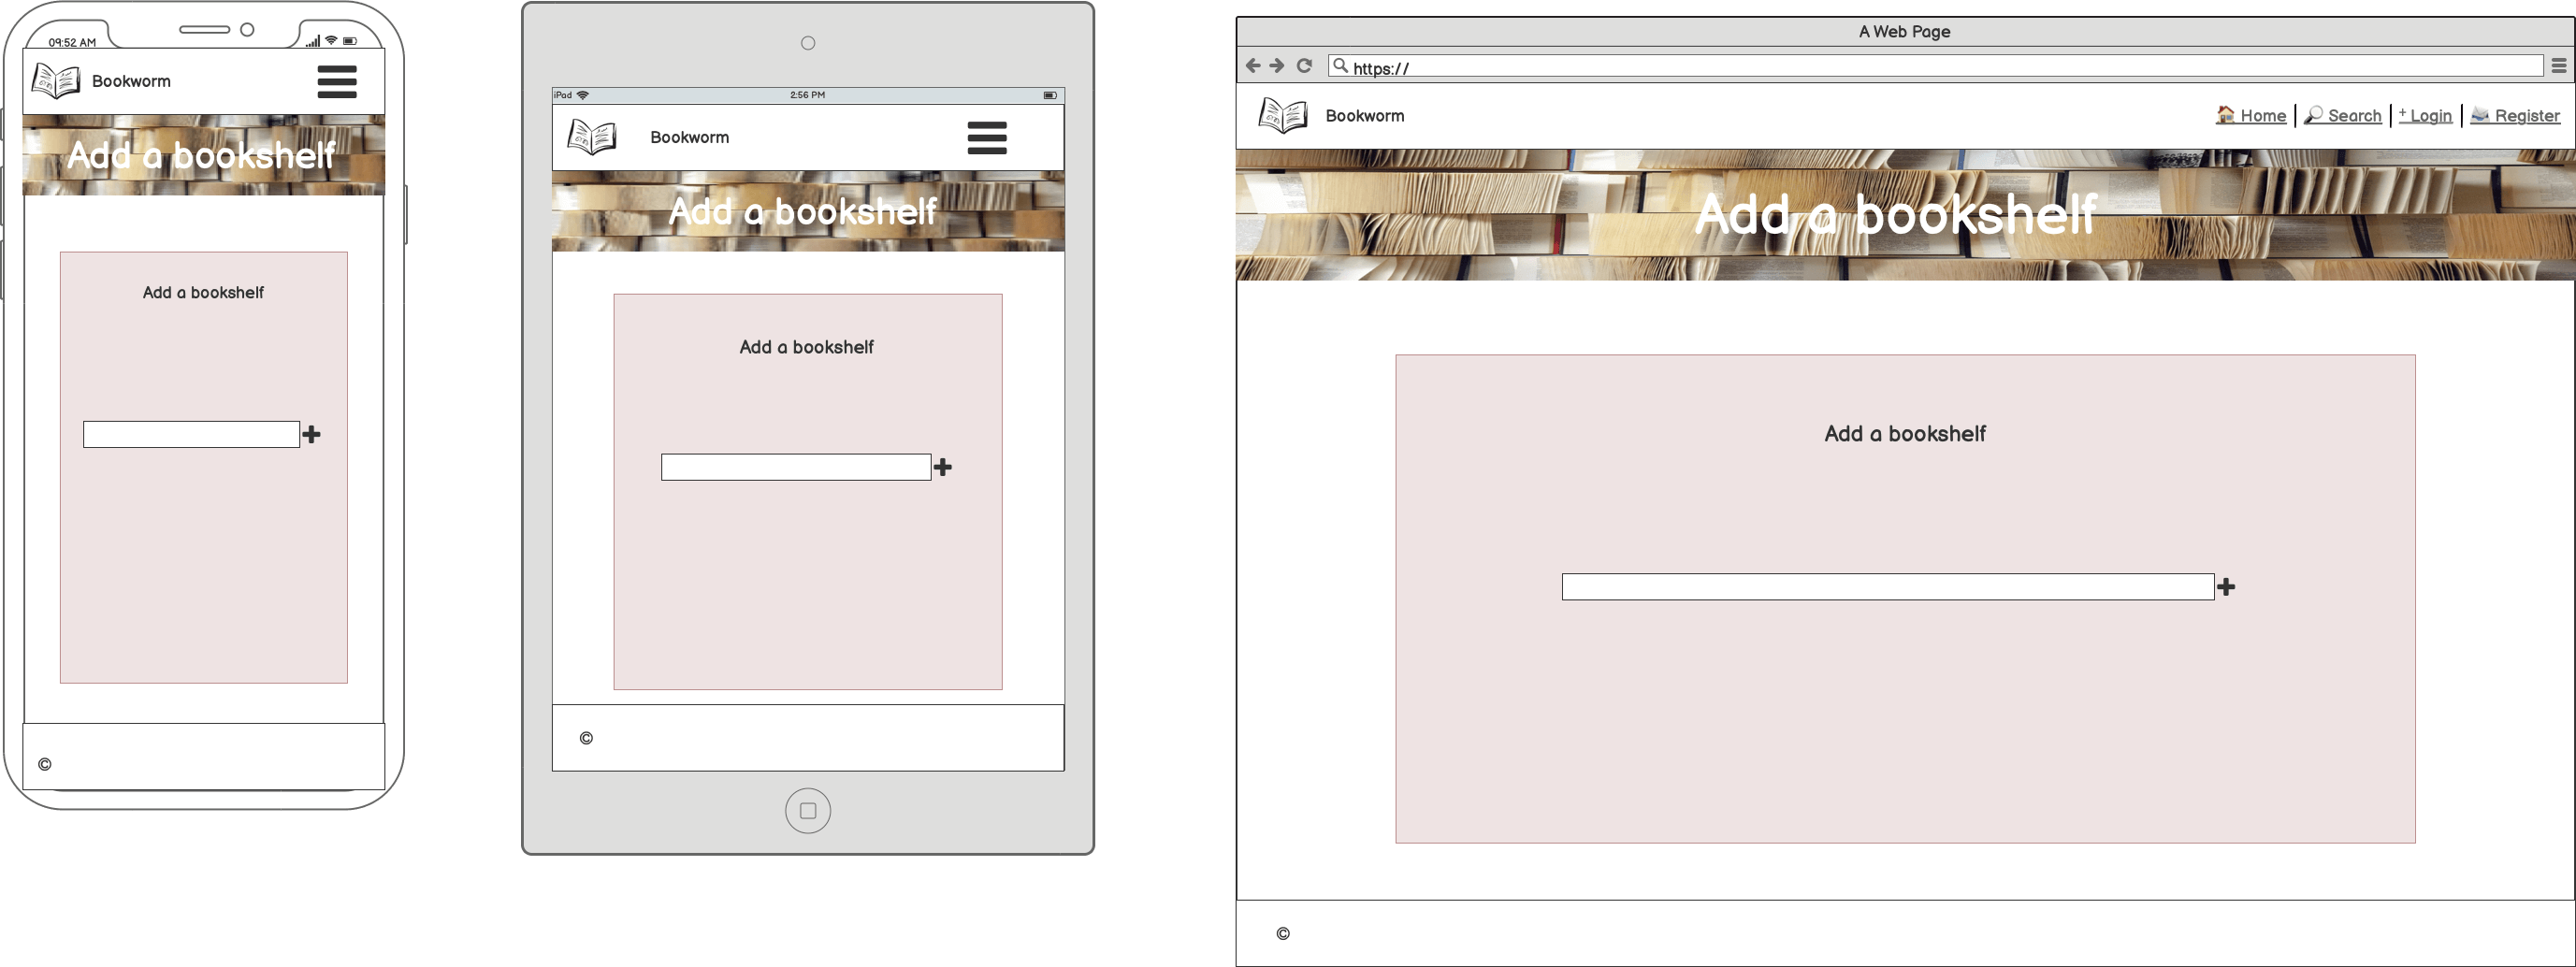 09:52 AM
Bookworm
Add a bookshelf
Add a bookshelf
©
iPad
2:56 PM
Bookworm
Add a bookshelf
Add a bookshelf
©
A Web Page
https://
Bookworm
Home
Search
+ Login
Register
Add a bookshelf
Add a bookshelf
©